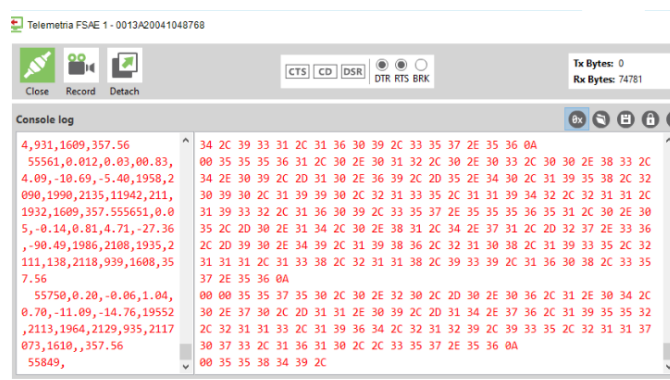 Telemetria FSAE 1 - 0013A20041048768
Close Record Detach
CTS CD DSR DTR RTS BRK
Tx Bytes: 0
Rx Bytes: 74781
Console log
4,931,1609,357.56
55561,0.012,0.03,00.83,
4.09,-10.69,-5.40,1958,2
090,1990,2135,11942,211,
1932,1609,357.555651,0.0
5,-0.14,0.81,4.71,-27.36
,-90.49,1986,2108,1935,2
111,138,2118,939,1608,35
7.56
55750,0.20,-0.06,1.04,
0.70,-11.09,-14.76,19552
,2113,1964,2129,935,2117
073,1610,,357.56
55849,
34 2C 39 33 31 2C 31 36 30 39 2C 33 35 37 2E 35 36 0A
00 35 35 35 36 31 2C 30 2E 30 31 32 2C 30 2E 30 33 2C 30 30 2E 38 33 2C
34 2E 30 39 2C 2D 31 30 2E 36 39 2C 2D 35 2E 34 30 2C 31 39 35 38 2C 32
30 39 30 2C 31 39 39 30 2C 32 31 33 35 2C 31 31 39 34 32 2C 32 31 31 2C
31 39 33 32 2C 31 36 30 39 2C 33 35 37 2E 35 35 35 36 35 31 2C 30 2E 30
35 2C 2D 30 2E 31 34 2C 30 2E 38 31 2C 34 2E 37 31 2C 2D 32 37 2E 33 36
2C 2D 39 30 2E 34 39 2C 31 39 38 36 2C 32 31 30 38 2C 31 39 33 35 2C 32
31 31 31 2C 31 33 38 2C 32 31 31 38 2C 39 33 39 2C 31 36 30 38 2C 33 35
37 2E 35 36 0A
00 00 35 35 37 35 30 2C 30 2E 32 30 2C 2D 30 2E 30 36 2C 31 2E 30 34 2C
30 2E 37 30 2C 2D 31 31 2E 30 39 2C 2D 31 34 2E 37 36 2C 31 39 35 35 32
2C 32 31 31 33 2C 31 39 36 34 2C 32 31 32 39 2C 39 33 35 2C 32 31 31 37
30 37 33 2C 31 36 31 30 2C 2C 33 35 37 2E 35 36 0A
00 35 35 38 34 39 2C